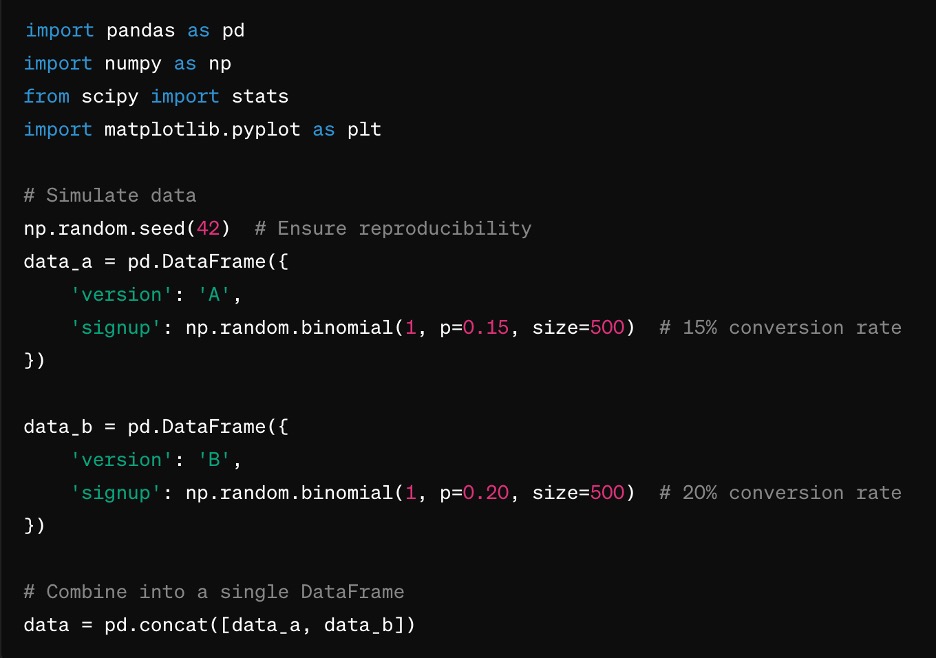 import pandas as pd
import numpy as np
from scipy import stats
import matplotlib.pyplot as plt

# Simulate data
np.random.seed(42)  # Ensure reproducibility
data_a = pd.DataFrame({
    'version': 'A',
    'signup': np.random.binomial(1, p=0.15, size=500)  # 15% conversion rate
})

data_b = pd.DataFrame({
    'version': 'B',
    'signup': np.random.binomial(1, p=0.20, size=500)  # 20% conversion rate
})

# Combine into a single DataFrame
data = pd.concat([data_a, data_b])